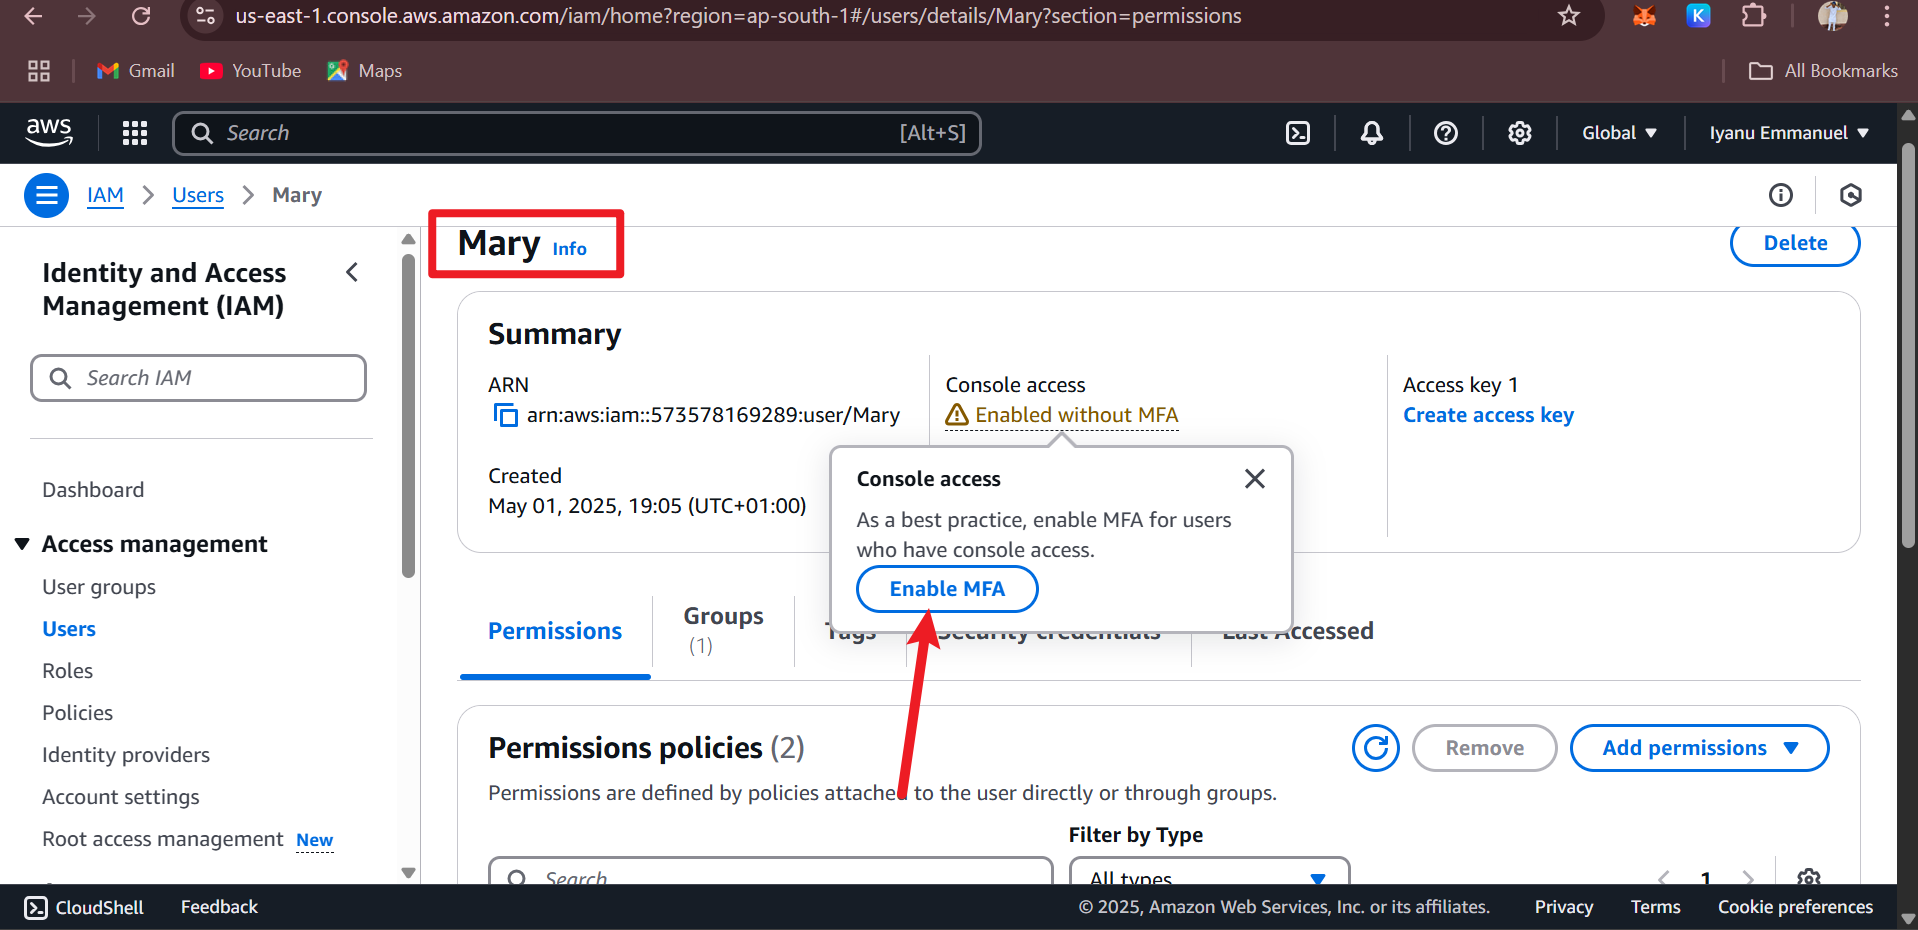 us-east-1.console.aws.amazon.com/iam/home?region=ap-south-1#/users/details/Mary?section=permissions
K
Gmail
YouTube
Maps
All Bookmarks
aws
Search
[Alt+S]
Global
Iyanu Emmanuel
IAM
Users
Mary
Identity and Access
Management (IAM)
Search IAM
Dashboard
Access management
User groups
Users
Roles
Policies
Identity providers
Account settings
Root access management New
Mary Info
Delete
Summary
ARN
arn:aws:iam::573578169289:user/Mary
Created
May 01, 2025, 19:05 (UTC+01:00)
Console access
Enabled without MFA
Access key 1
Create access key
Console access
As a best practice, enable MFA for users
who have console access.
Enable MFA
Permissions
Groups
(1)
Tags
Security credentials
Last Accessed
Permissions policies (2)
Remove
Add permissions
Permissions are defined by policies attached to the user directly or through groups.
Filter by Type
Search
All types
1
CloudShell
Feedback
© 2025, Amazon Web Services, Inc. or its affiliates.
Privacy
Terms
Cookie preferences